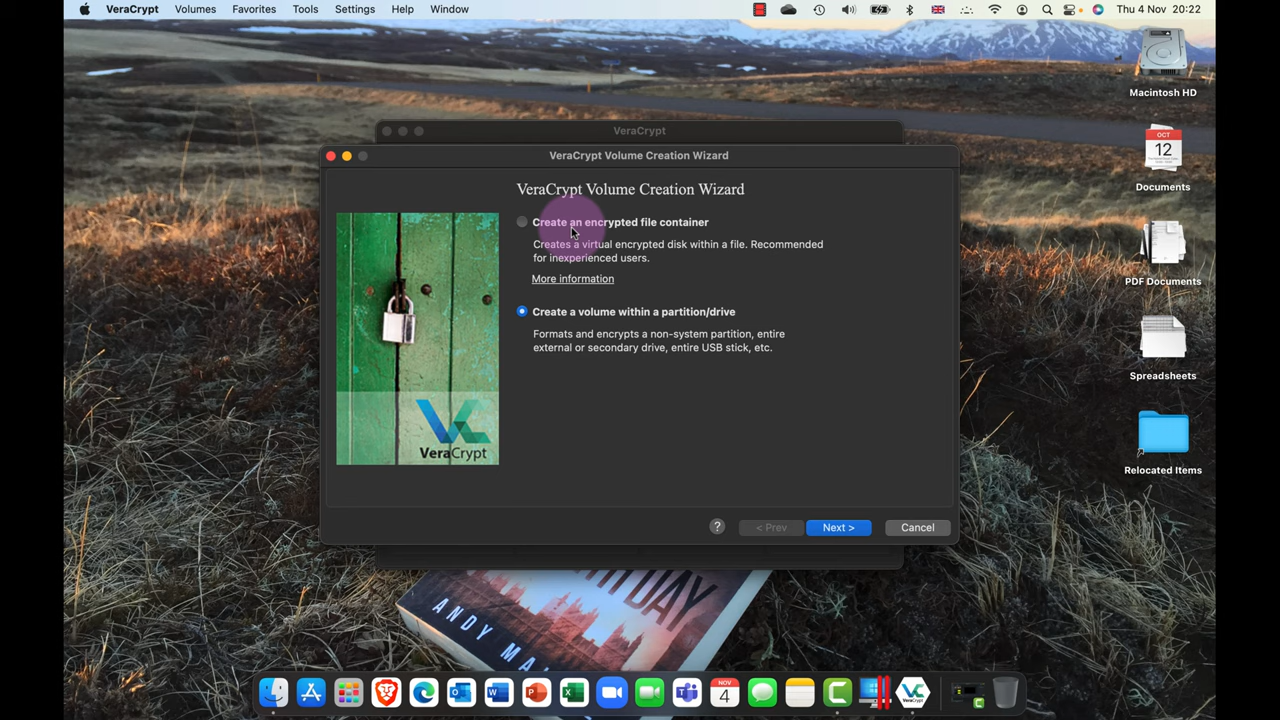 VeraCrypt Volumes Favorites Tools Settings Help Window Thu 4 Nov 20:22
Macintosh HD
OCT
12
Documents
PDF Documents
Spreadsheets
Relocated Items
VeraCrypt
VeraCrypt Volume Creation Wizard
VeraCrypt Volume Creation Wizard
Create an encrypted file container
Creates a virtual encrypted disk within a file. Recommended
for inexperienced users.
More information
Create a volume within a partition/drive
Formats and encrypts a non-system partition, entire
external or secondary drive, entire USB stick, etc.
VeraCrypt
? < Prev Next > Cancel
ANDY
NOV
4